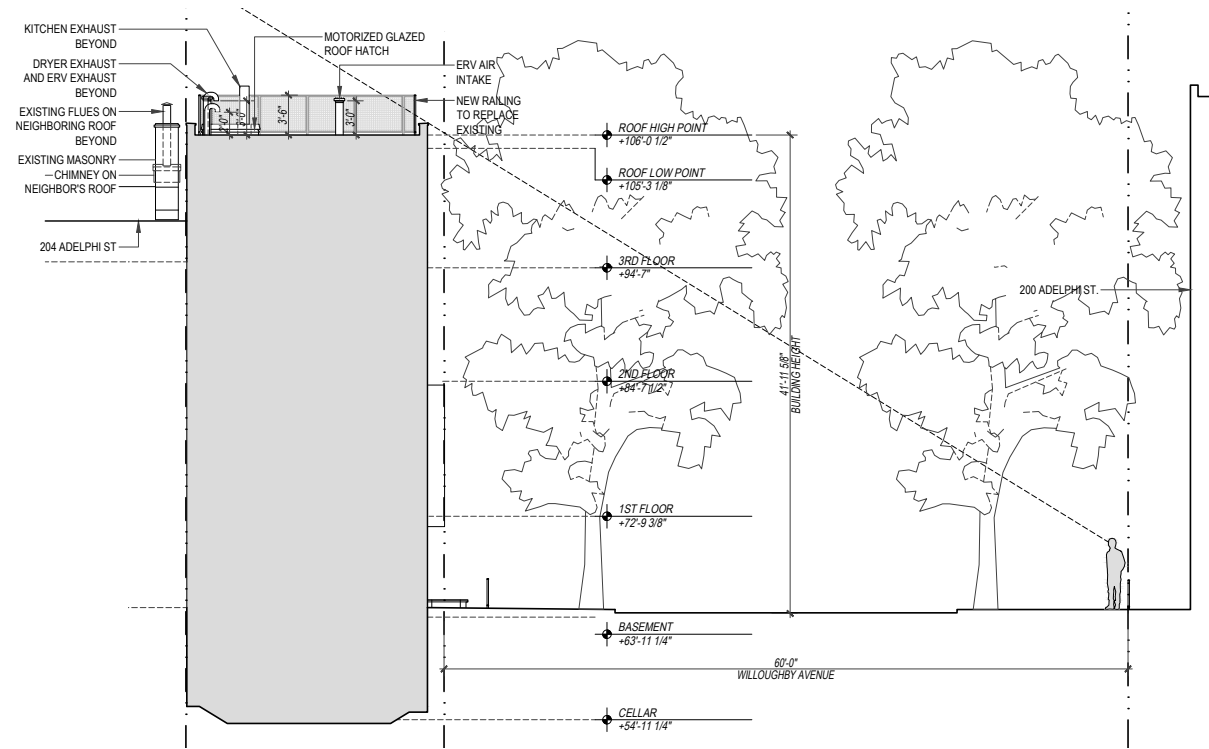 KITCHEN EXHAUST
BEYOND
DRYER EXHAUST
AND ERV EXHAUST
BEYOND
EXISTING FLUES ON
NEIGHBORING ROOF
BEYOND
EXISTING MASONRY
CHIMNEY ON
NEIGHBOR'S ROOF
204 ADELPHI ST
MOTORIZED GLAZED
ROOF HATCH
ERV AIR
INTAKE
NEW RAILING
TO REPLACE
EXISTING
2'-0"
3'-0"
3'-6"
3'-0"
ROOF HIGH POINT
+106'-0 1/2"
ROOF LOW POINT
+105'-3 1/8"
3RD FLOOR
+94'-7"
200 ADELPHI ST.
41'-11 5/8"
BUILDING HEIGHT
2ND FLOOR
+84'-7 1/2"
1ST FLOOR
+72'-9 3/8"
BASEMENT
+63'-11 1/4"
60'-0"
WILLOUGHBY AVENUE
CELLAR
+54'-11 1/4"